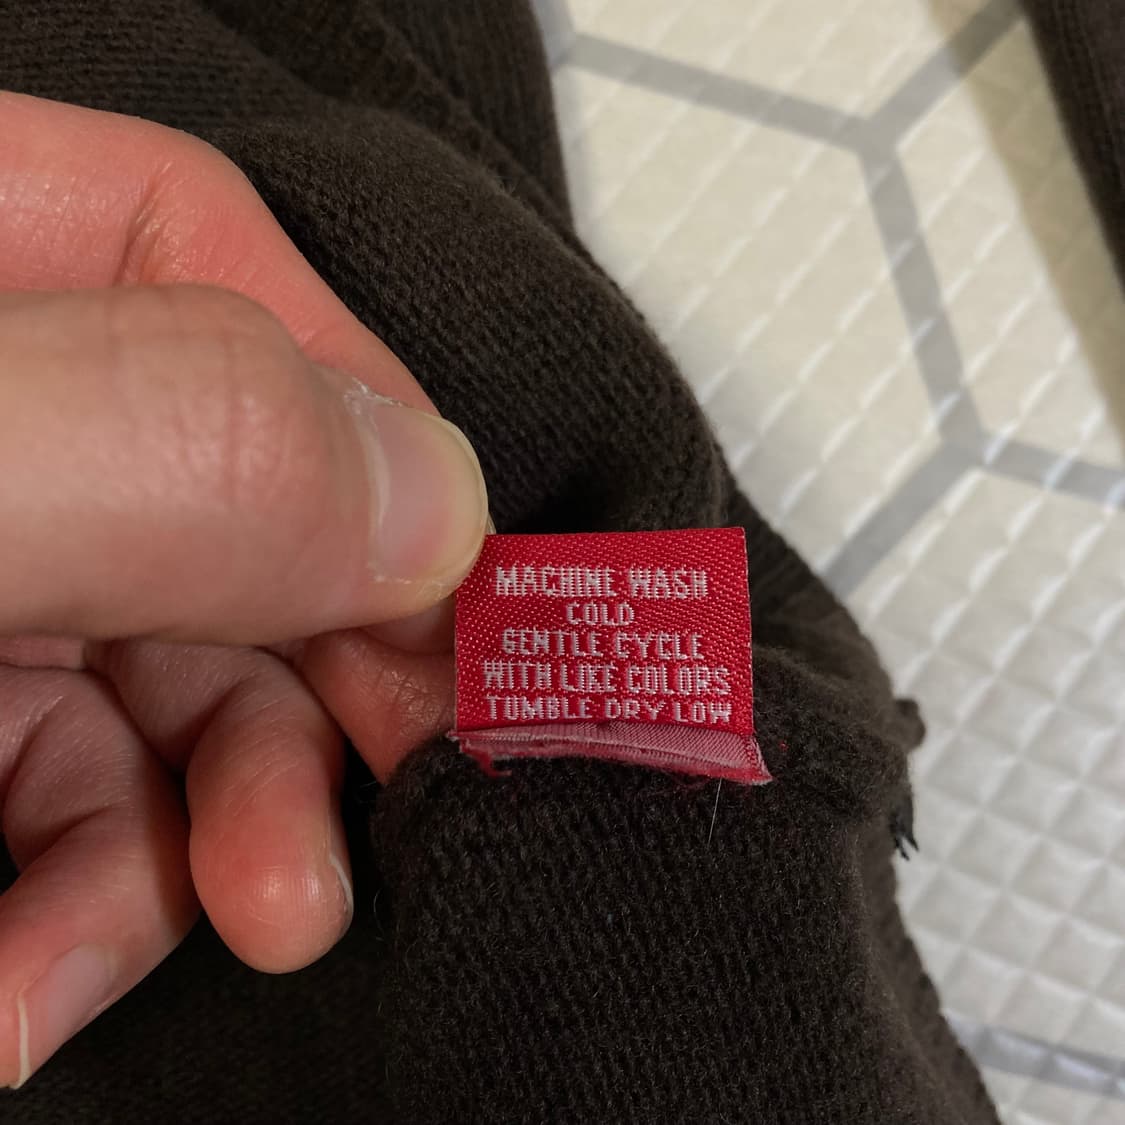 MACHINE WASH
COLD
GENTLE CYCLE
WITH LIKE COLORS
TUMBLE DRY LOW